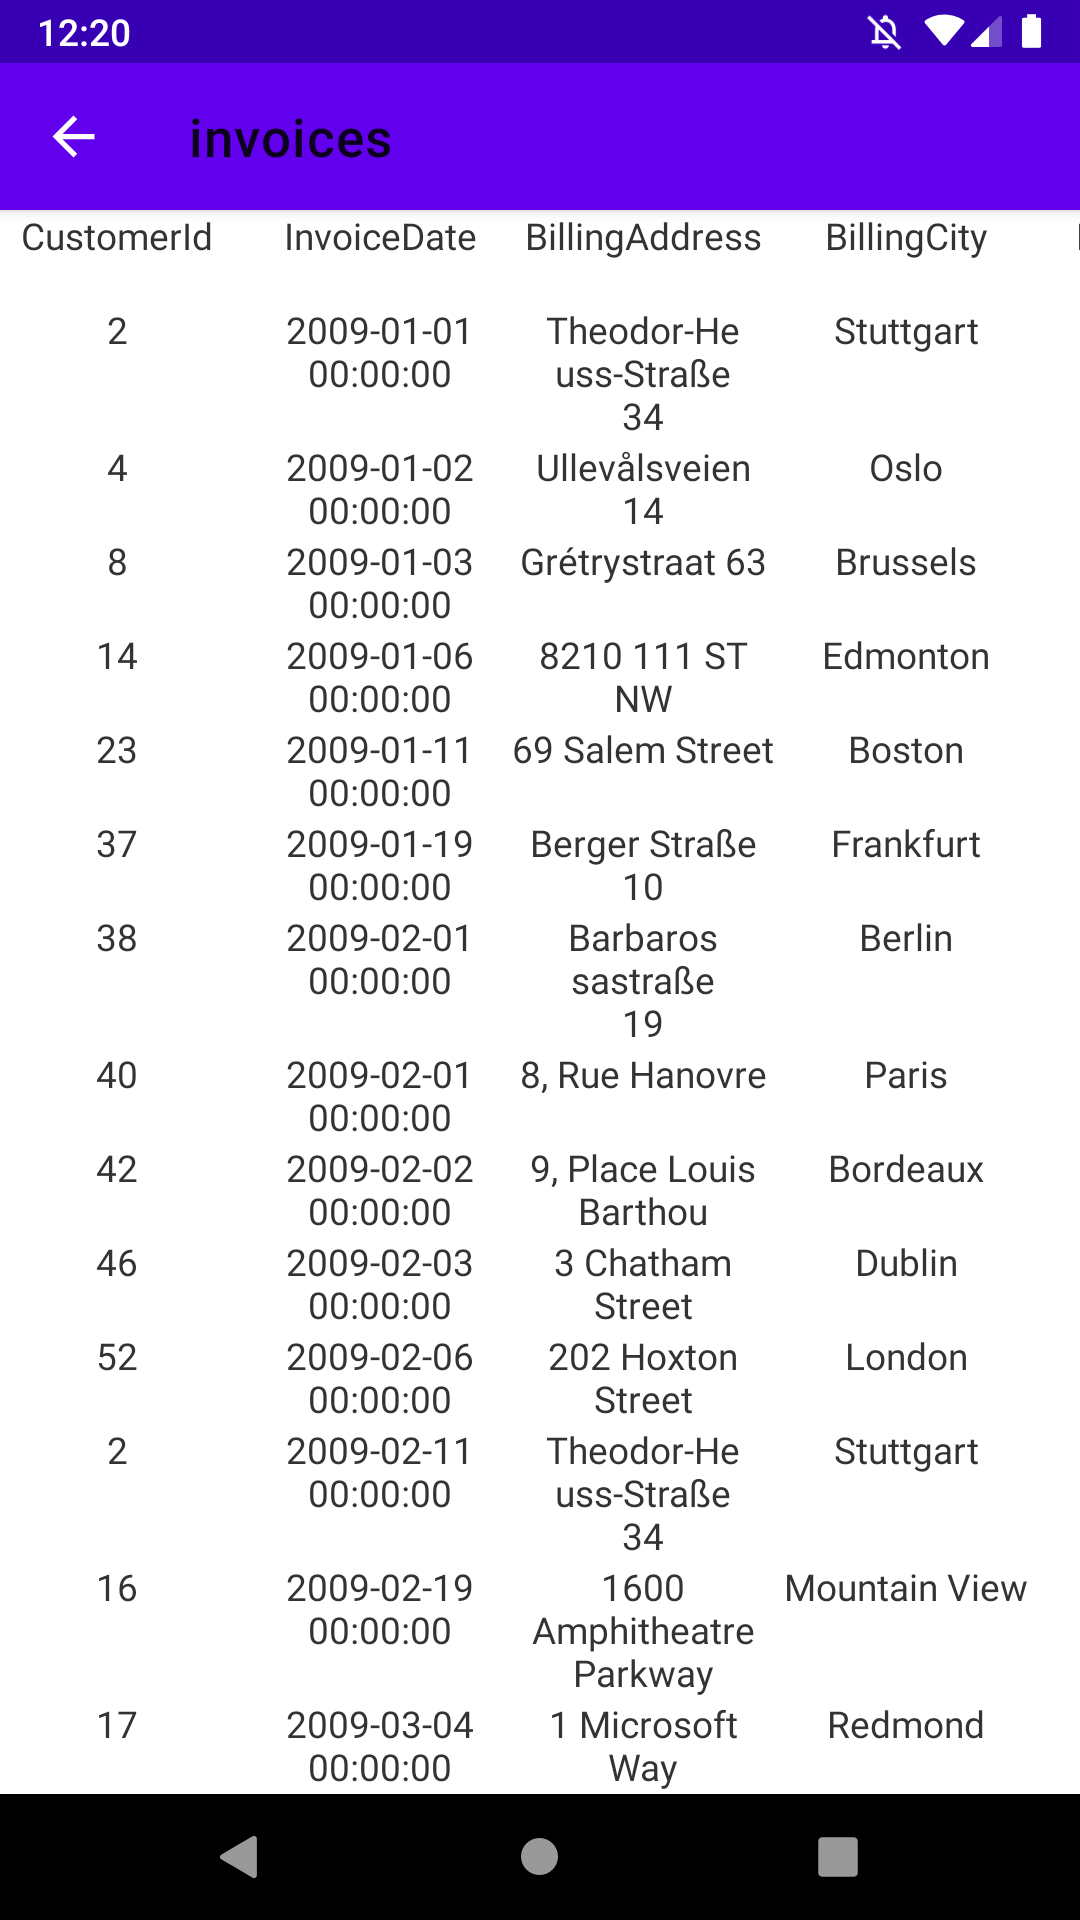 12:20
invoices
CustomerId InvoiceDate BillingAddress BillingCity
2 2009-01-01 Theodor-He Stuttgart
00:00:00 uss-Straße
34
4 2009-01-02 Ullevålsveien Oslo
00:00:00 14
8 2009-01-03 Grétrystraat 63 Brussels
00:00:00
14 2009-01-06 8210 111 ST Edmonton
00:00:00 NW
23 2009-01-11 69 Salem Street Boston
00:00:00
37 2009-01-19 Berger Straße Frankfurt
00:00:00 10
38 2009-02-01 Barbaros Berlin
00:00:00 sastraße
19
40 2009-02-01 8, Rue Hanovre Paris
00:00:00
42 2009-02-02 9, Place Louis Bordeaux
00:00:00 Barthou
46 2009-02-03 3 Chatham Dublin
00:00:00 Street
52 2009-02-06 202 Hoxton London
00:00:00 Street
2 2009-02-11 Theodor-He Stuttgart
00:00:00 uss-Straße
34
16 2009-02-19 1600 Mountain View
00:00:00 Amphitheatre
Parkway
17 2009-03-04 1 Microsoft Redmond
00:00:00 Way